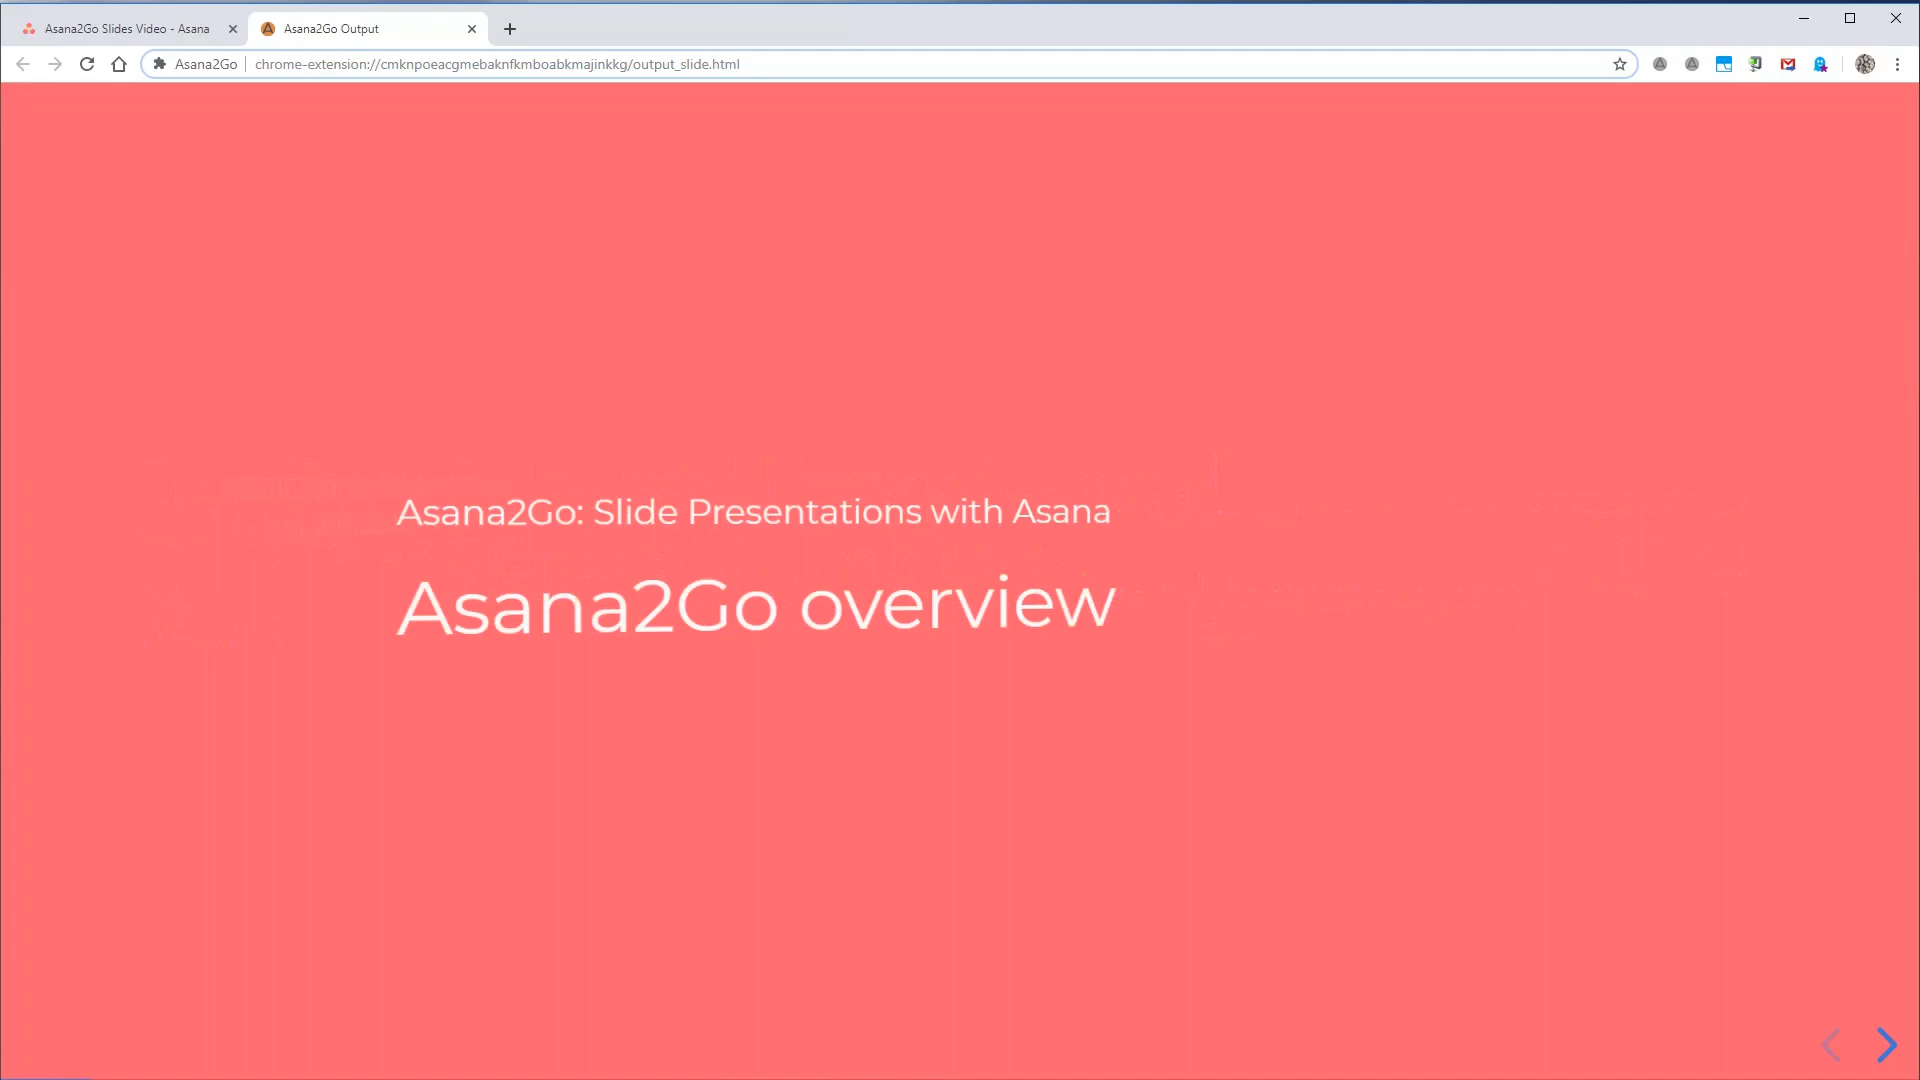 Asana2Go Slides Video - Asana
Asana2Go Output
Asana2Go
chrome-extension://cmknpoeacgmebaknfkmboabkmajinkkg/output_slide.html
Asana2Go: Slide Presentations with Asana
Asana2Go overview